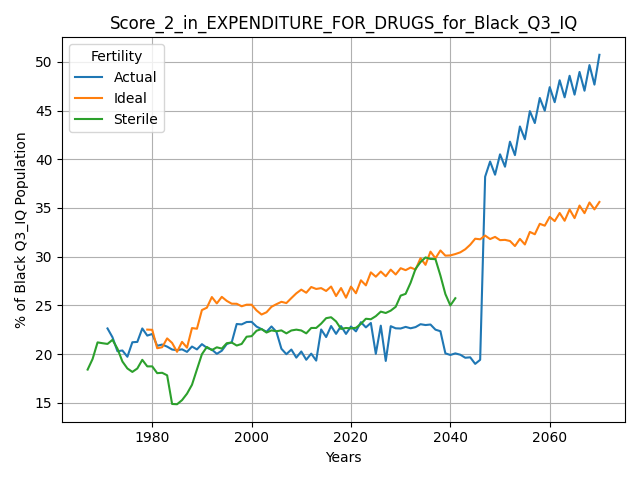 Score_2_in_EXPENDITURE_FOR_DRUGS_for_Black_Q3_IQ
Fertility
Actual
Ideal
Sterile
% of Black Q3_IQ Population
50
45
40
35
30
25
20
15
1980
2000
2020
2040
2060
Years